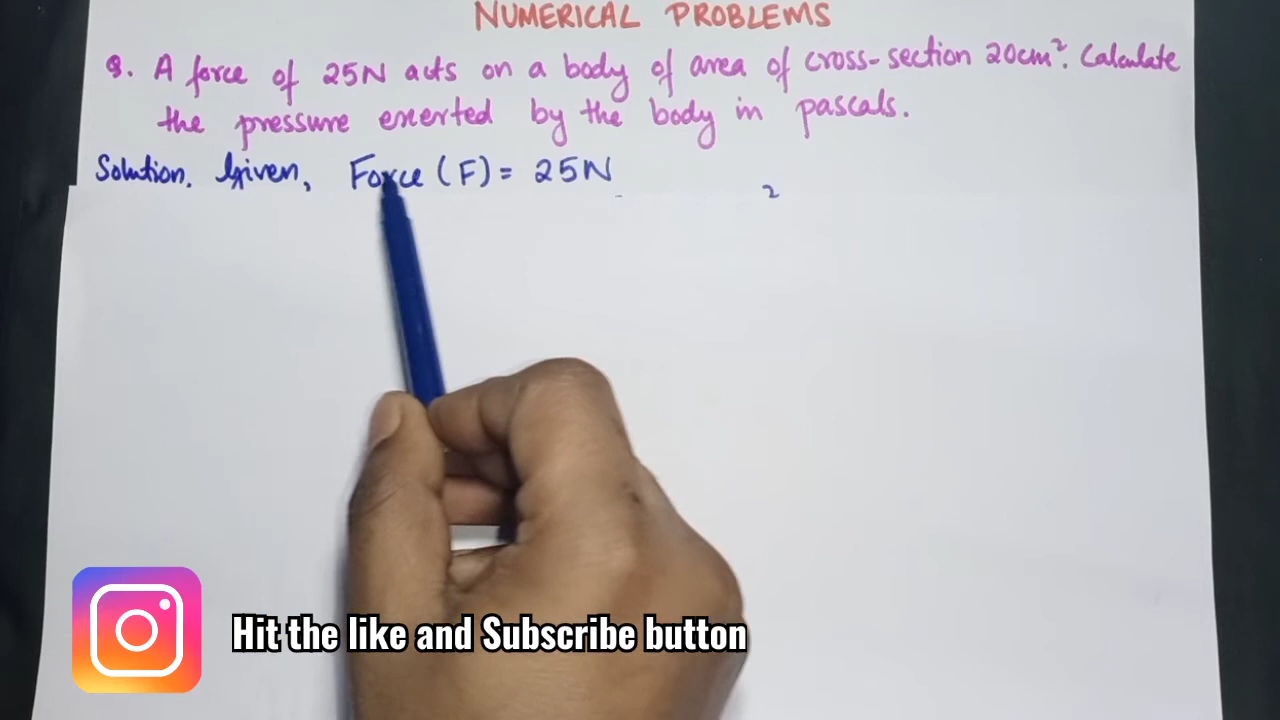 NUMERICAL PROBLEMS
Q. A force of 25N acts on a body of area of cross-section 20cm². Calculate
the pressure exerted by the body in pascals.
Solution. Given, Force (F) = 25N
2
Hit the like and Subscribe button